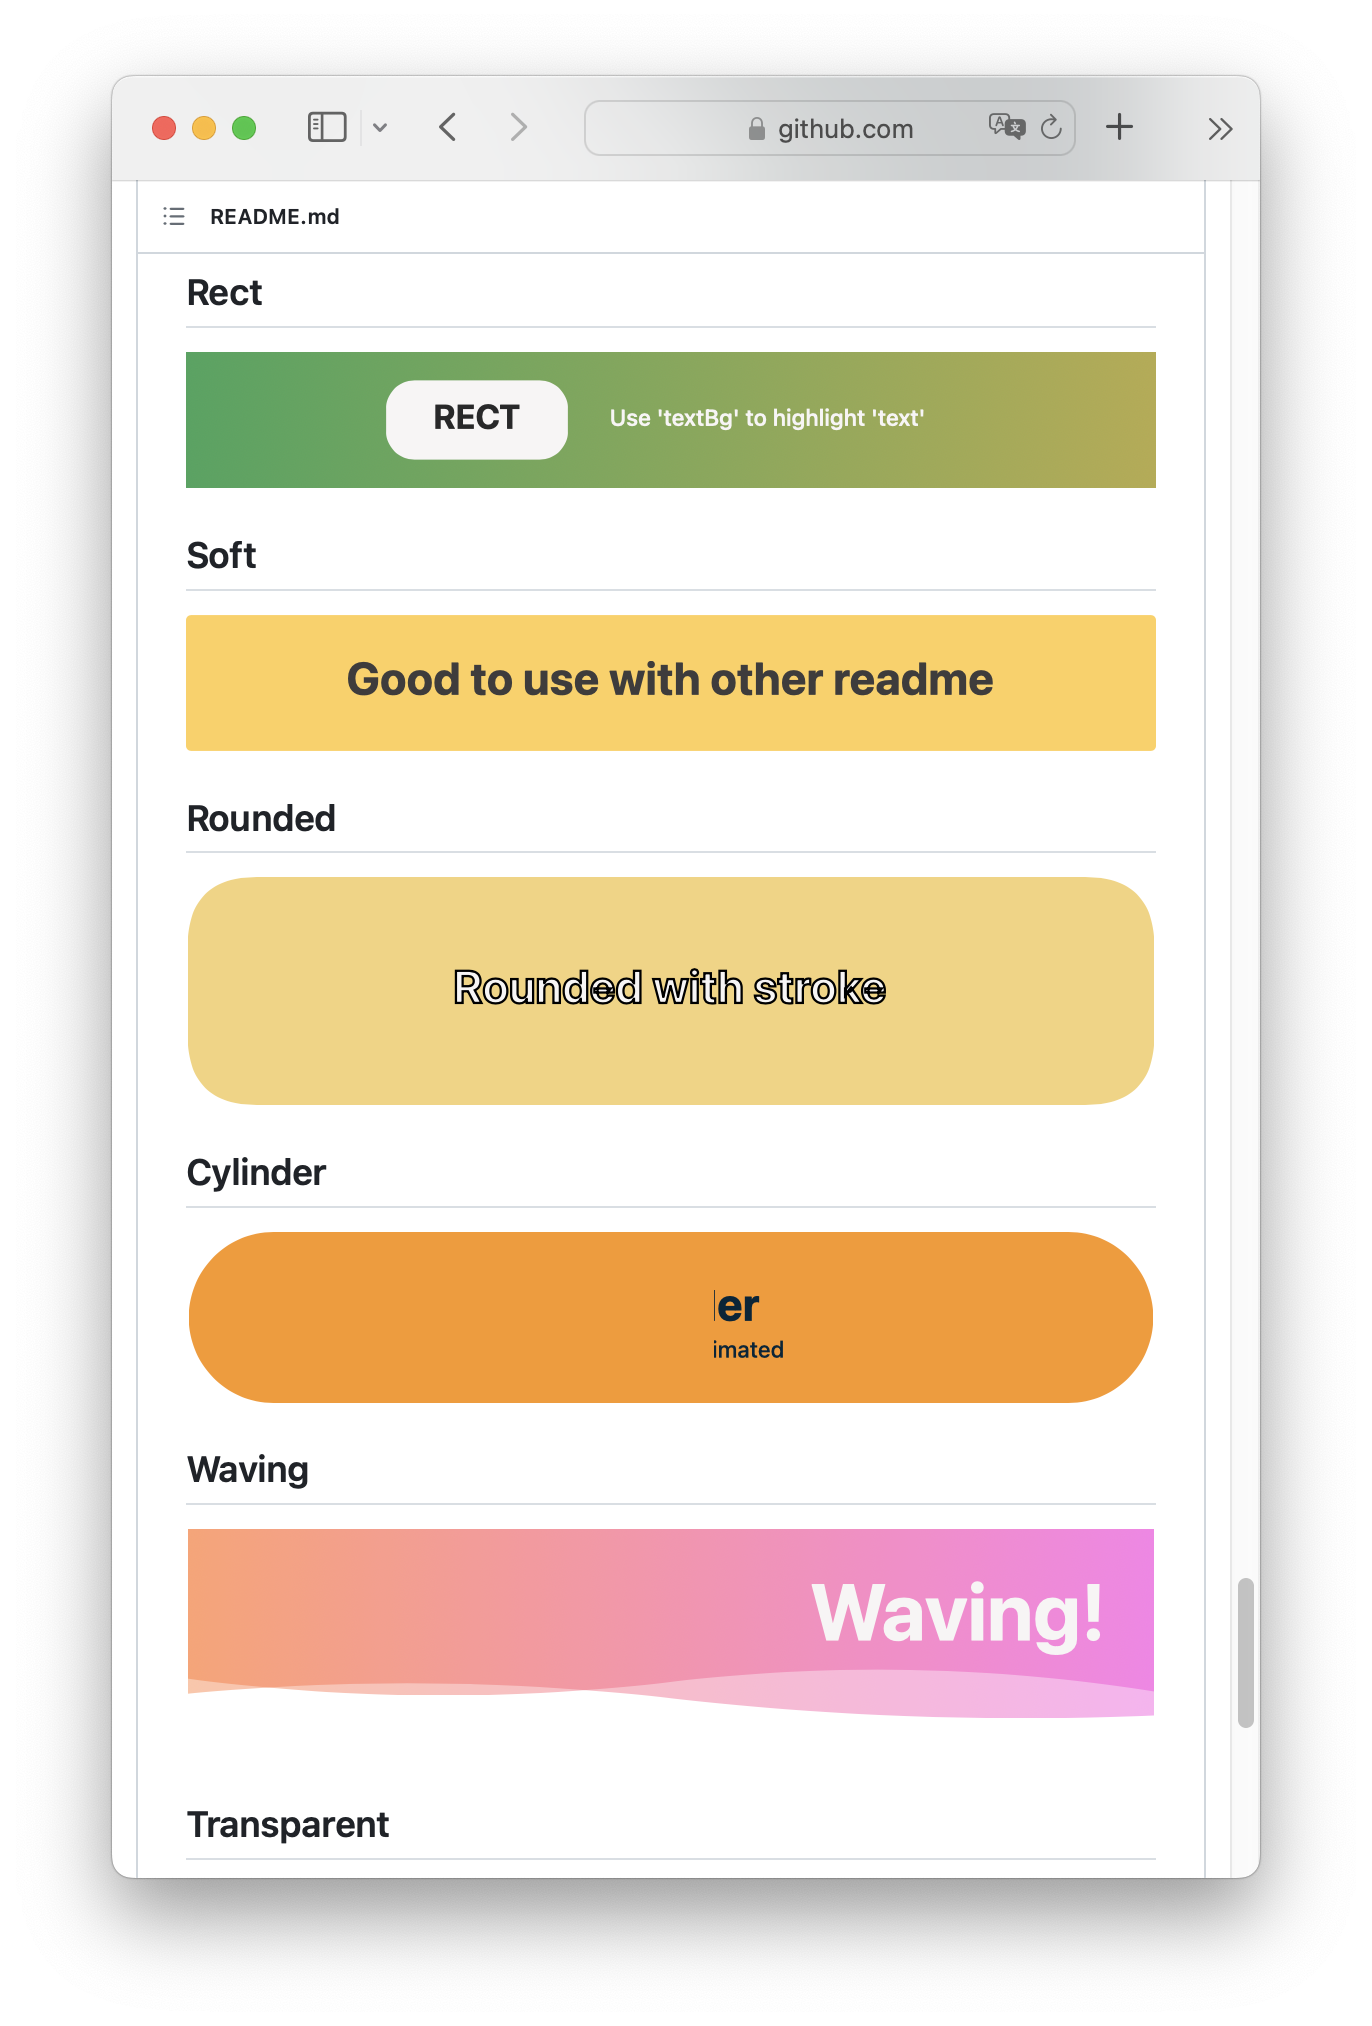 github.com
README.md
Rect
RECT
Use 'textBg' to highlight 'text'
Soft
Good to use with other readme
Rounded
Rounded with stroke
Cylinder
er
imated
Waving
Waving!
Transparent